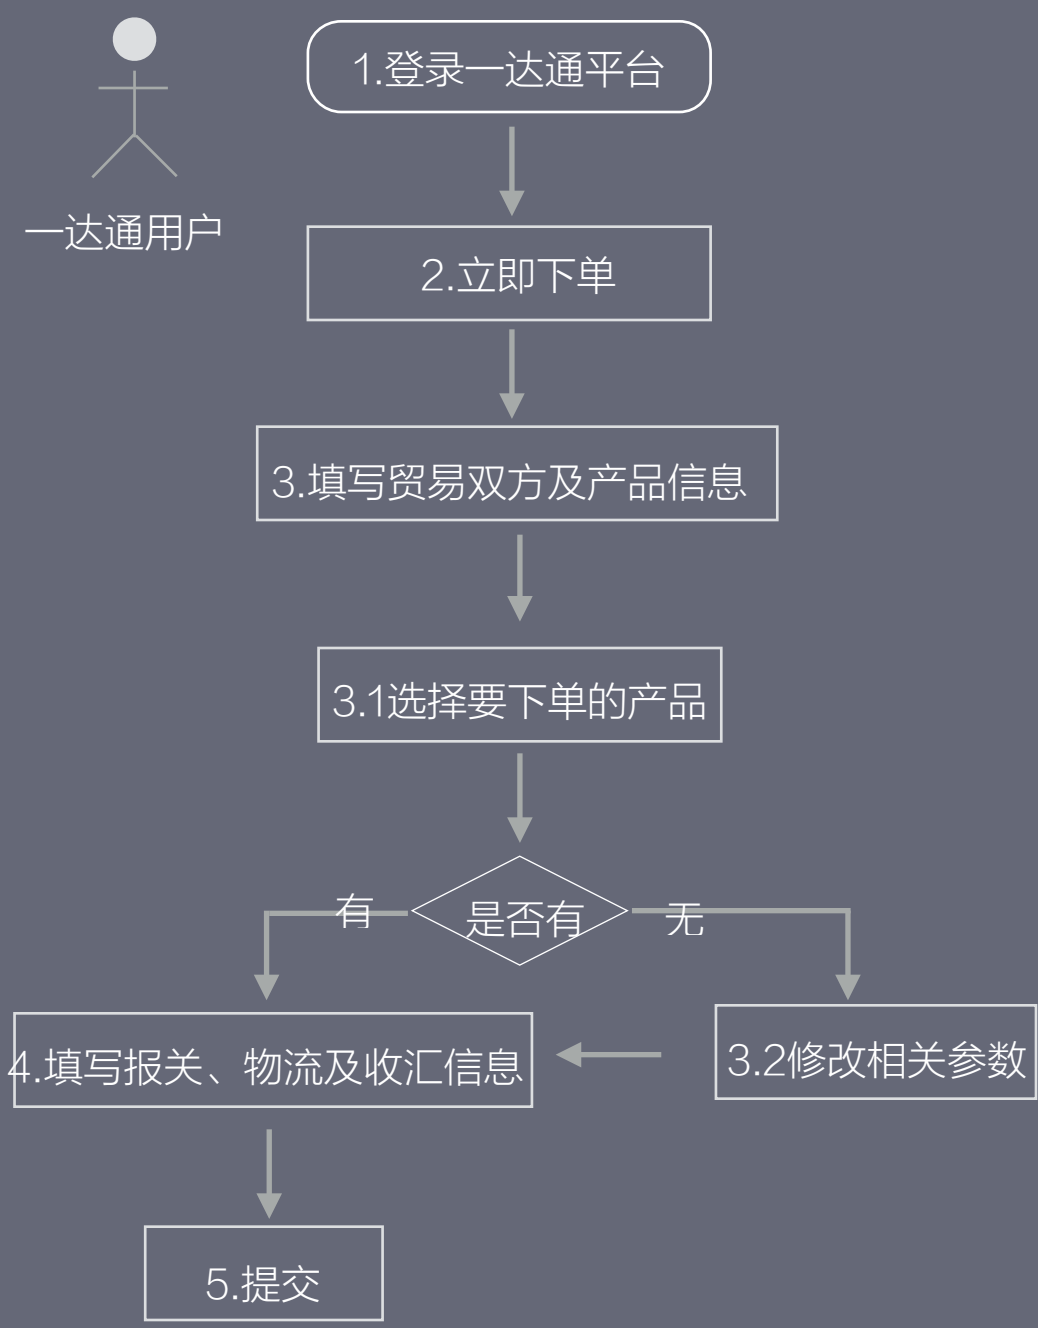 1.登录一达通平台
一达通用户
2.立即下单
3.填写贸易双方及产品信息
3.1选择要下单的产品
有
是否有
无
4.填写报关、物流及收汇信息
3.2修改相关参数
5.提交